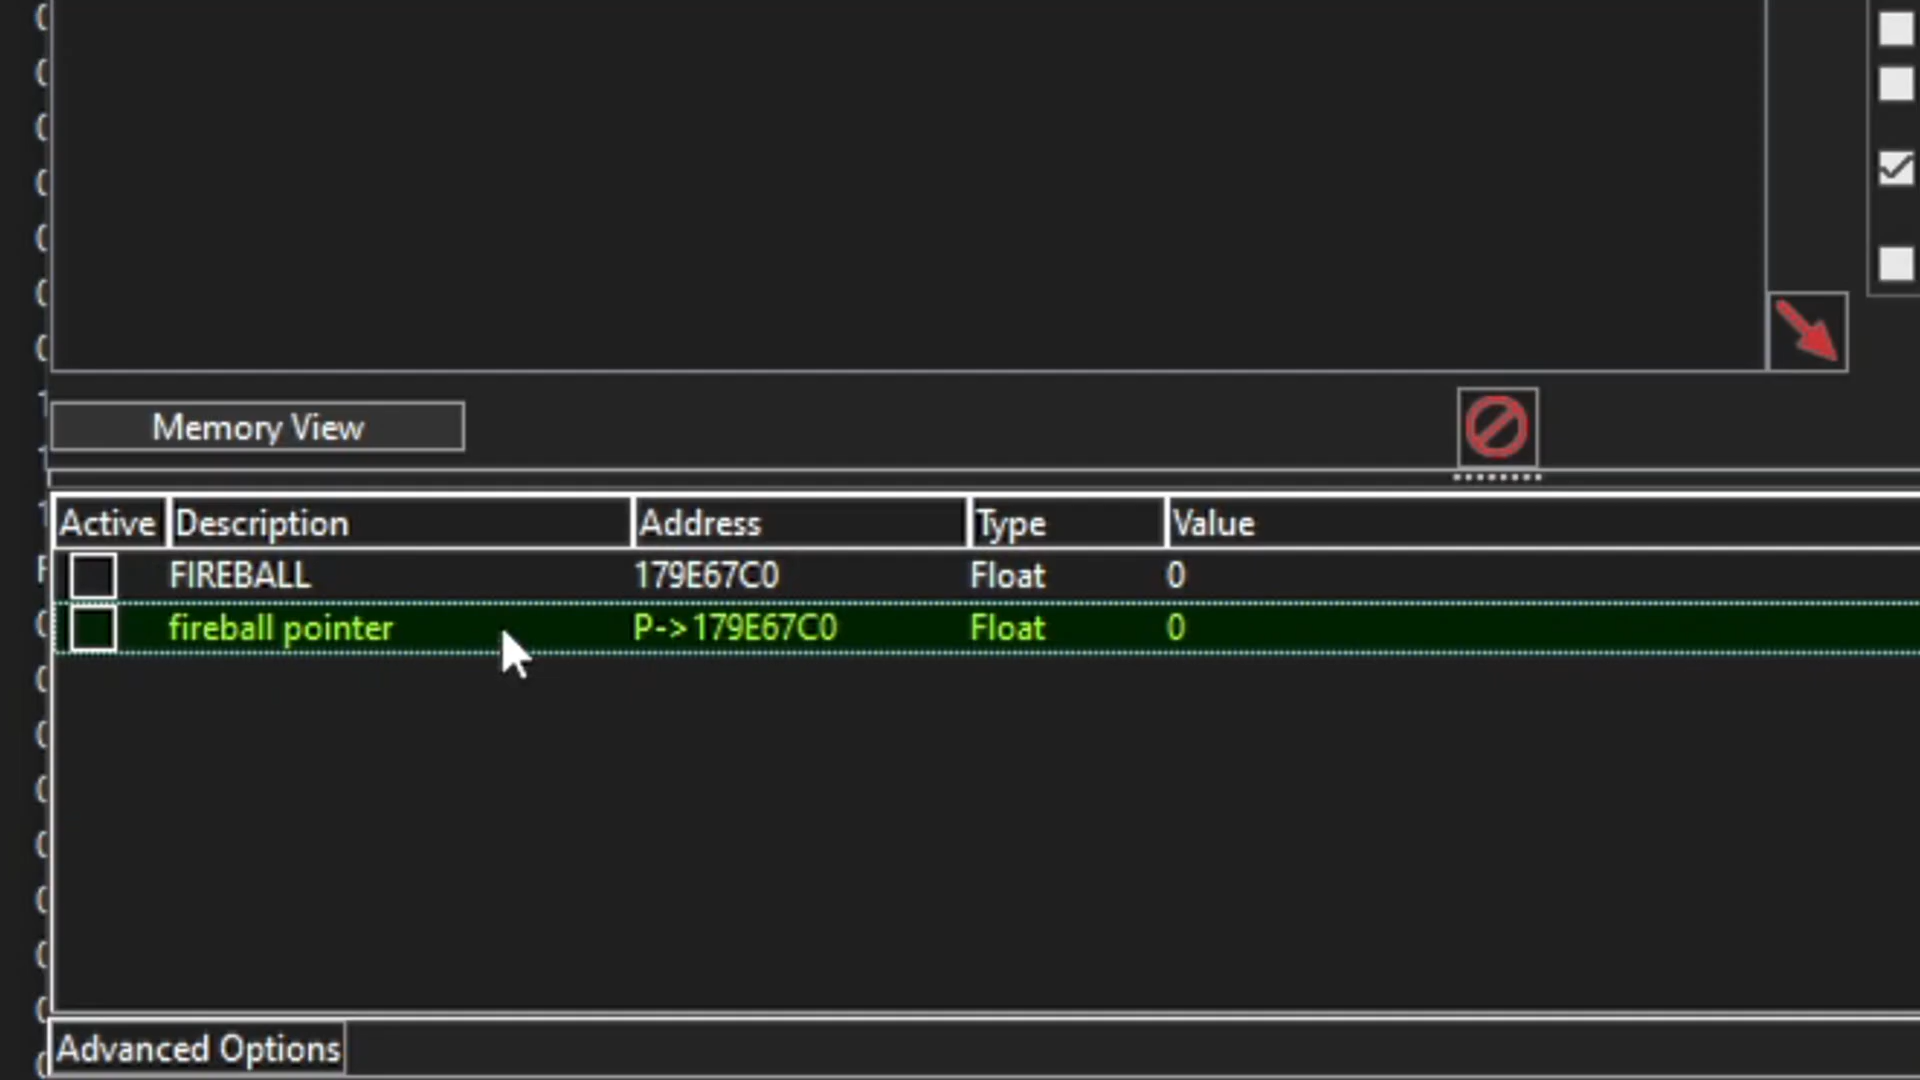 Memory View
Active Description Address Type Value
FIREBALL 179E67C0 Float 0
fireball pointer P->179E67C0 Float 0
Advanced Options